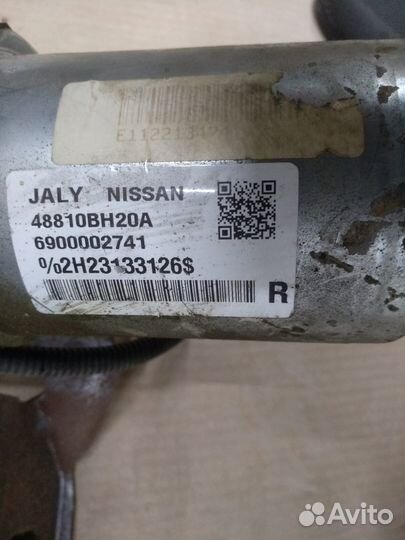 JALY NISSAN
48810BH20A
6900002741
%2H23133126$
R
Avito